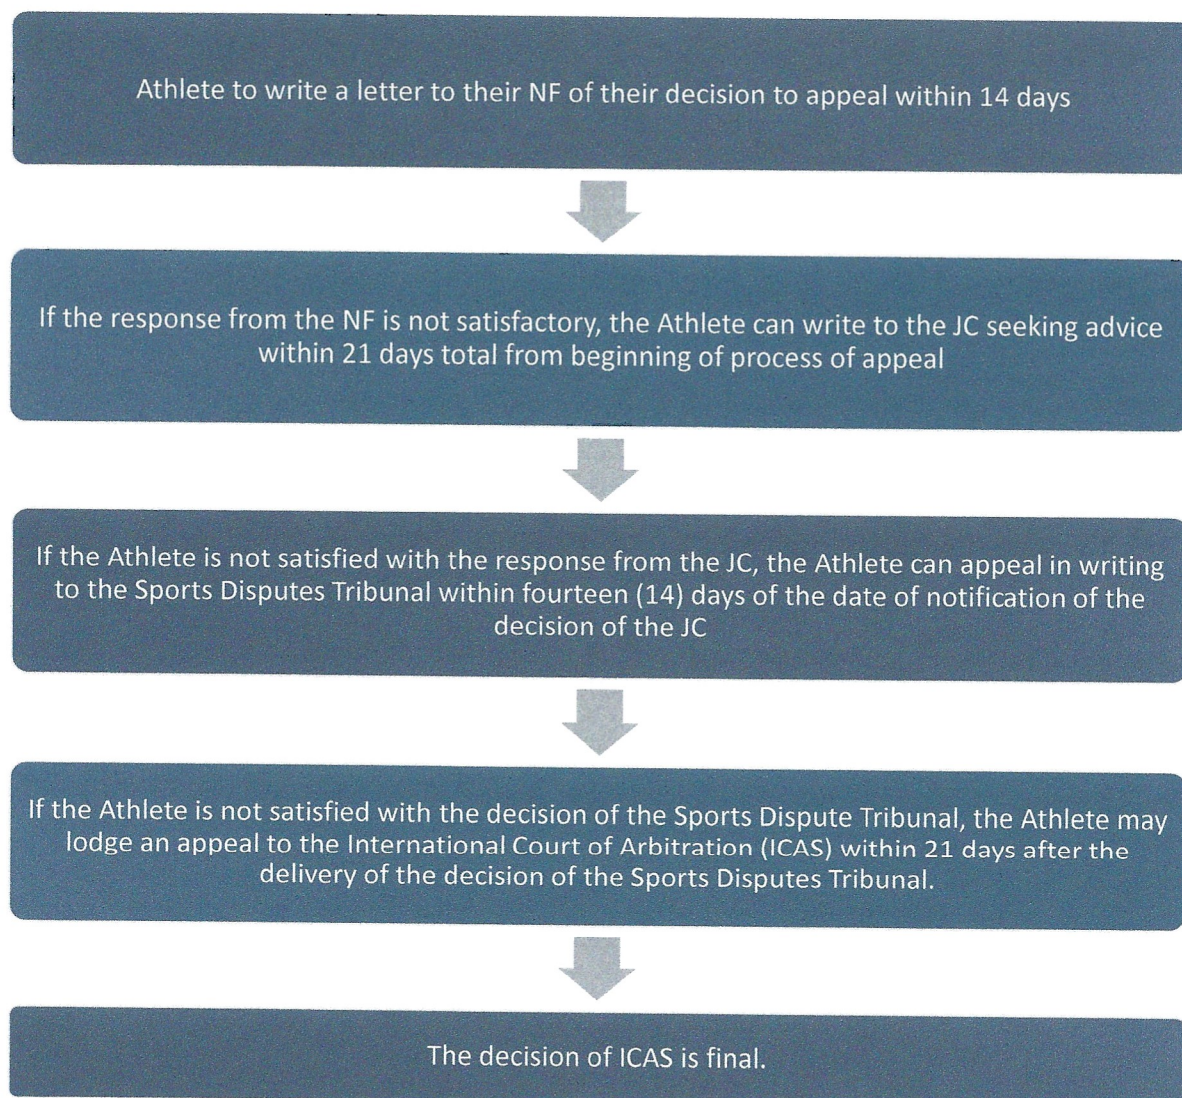 Athlete to write a letter to their NF of their decision to appeal within 14 days
If the response from the NF is not satisfactory, the Athlete can write to the JC seeking advice
within 21 days total from beginning of process of appeal
If the Athlete is not satisfied with the response from the JC, the Athlete can appeal in writing
to the Sports Disputes Tribunal within fourteen (14) days of the date of notification of the
decision of the JC
If the Athlete is not satisfied with the decision of the Sports Dispute Tribunal, the Athlete may
lodge an appeal to the International Court of Arbitration (ICAS) within 21 days after the
delivery of the decision of the Sports Disputes Tribunal.
The decision of ICAS is final.